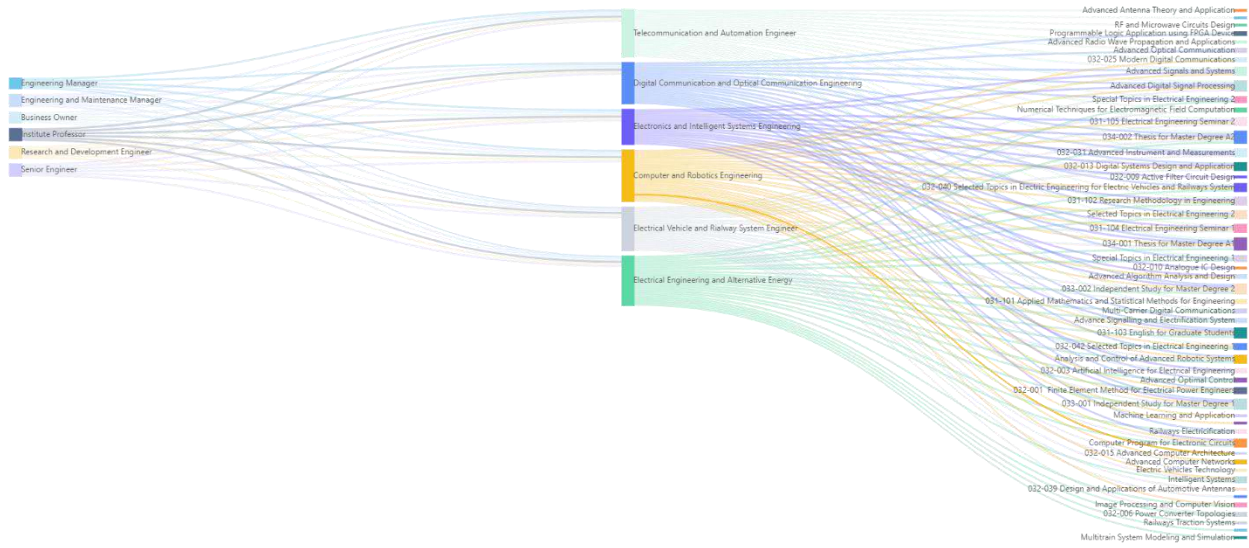 Engineering Manager
Engineering and Maintenance Manager
Business Owner
Institute Professor
Research and Development Engineer
Senior Engineer
Telecommunication and Automation Engineer
Digital Communication and Optical Communication Engineering
Electronics and Intelligent Systems Engineering
Computer and Robotics Engineering
Electrical Vehicle and Rialway System Engineer
Electrical Engineering and Alternative Energy
Advanced Antenna Theory and Application
RF and Microwave Circuits Design
Programmable Logic Application using FPGA Device
Advanced Radio Wave Propagation and Applications
Advanced Optical Communication
032-025 Modern Digital Communications
Advanced Signals and Systems
Advanced Digital Signal Processing
Special Topics in Electrical Engineering 2
Numerical Techniques for Electromagnetic Field Computation
031-105 Electrical Engineering Seminar 2
034-002 Thesis for Master Degree A2
032-031 Advanced Instrument and Measurements
032-013 Digital Systems Design and Application
032-009 Active Filter Circuit Design
032-040 Selected Topics in Electric Engineering for Electric Vehicles and Railways System
031-102 Research Methodology in Engineering
Selected Topics in Electrical Engineering 2
031-104 Electrical Engineering Seminar 1
034-001 Thesis for Master Degree A1
Special Topics in Electrical Engineering 1
032-010 Analogue IC Design
Advanced Algorithm Analysis and Design
033-002 Independent Study for Master Degree 2
031-101 Applied Mathematics and Statistical Methods for Engineering
Multi-Carrier Digital Communications
Advance Signalling and Electrification System
031-103 English for Graduate Students
032-042 Selected Topics in Electrical Engineering 1
Analysis and Control of Advanced Robotic Systems
032-003 Artificial Intelligence for Electrical Engineering
Advanced Optimal Control
032-001 Finite Element Method for Electrical Power Engineers
033-001 Independent Study for Master Degree 1
Machine Learning and Application
Railways Electricification
Computer Program for Electronic Circuits
032-015 Advanced Computer Architecture
Advanced Computer Networks
Electric Vehicles Technology
Intelligent Systems
032-039 Design and Applications of Automotive Antennas
Image Processing and Computer Vision
032-006 Power Converter Topologies
Railways Traction Systems
Multitrain System Modeling and Simulation